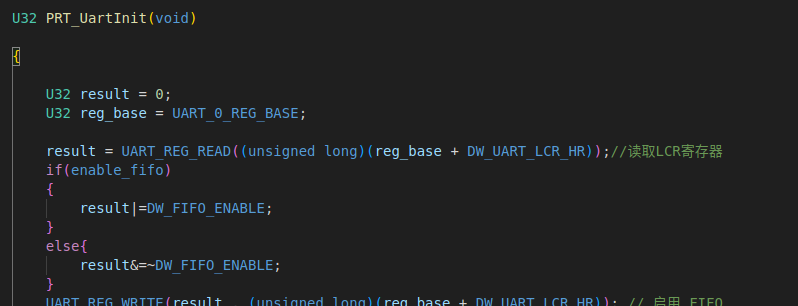 U32 PRT_UartInit(void)
{
U32 result = 0;
U32 reg_base = UART_0_REG_BASE;
result = UART_REG_READ((unsigned long)(reg_base + DW_UART_LCR_HR));//读取LCR寄存器
if(enable_fifo)
{
result|=DW_FIFO_ENABLE;
}
else{
result&=~DW_FIFO_ENABLE;
}
UART_REG_WRITE(result, (unsigned long)(reg_base + DW_UART_LCR_HR)); // 启用 FIFO